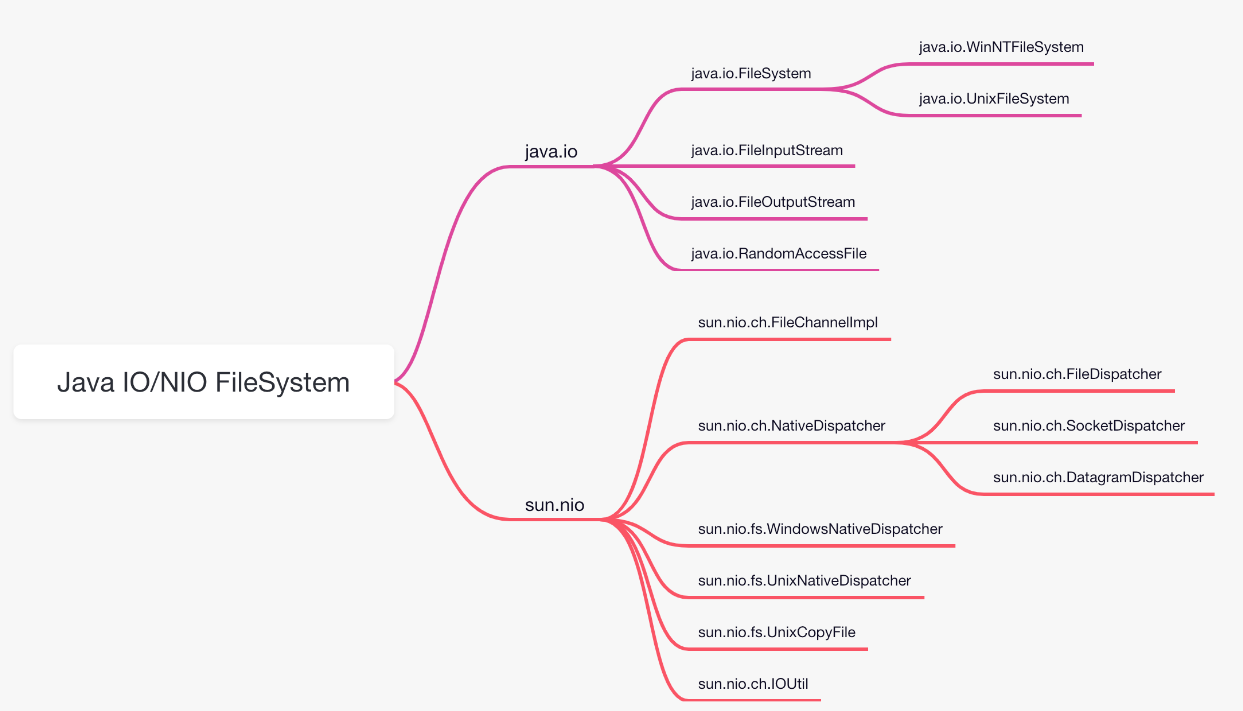 Java IO/NIO FileSystem
java.io
java.io.FileSystem
java.io.WinNTFileSystem
java.io.UnixFileSystem
java.io.FileInputStream
java.io.FileOutputStream
java.io.RandomAccessFile
sun.nio
sun.nio.ch.FileChannelImpl
sun.nio.ch.NativeDispatcher
sun.nio.ch.FileDispatcher
sun.nio.ch.SocketDispatcher
sun.nio.ch.DatagramDispatcher
sun.nio.fs.WindowsNativeDispatcher
sun.nio.fs.UnixNativeDispatcher
sun.nio.fs.UnixCopyFile
sun.nio.ch.IOUtil